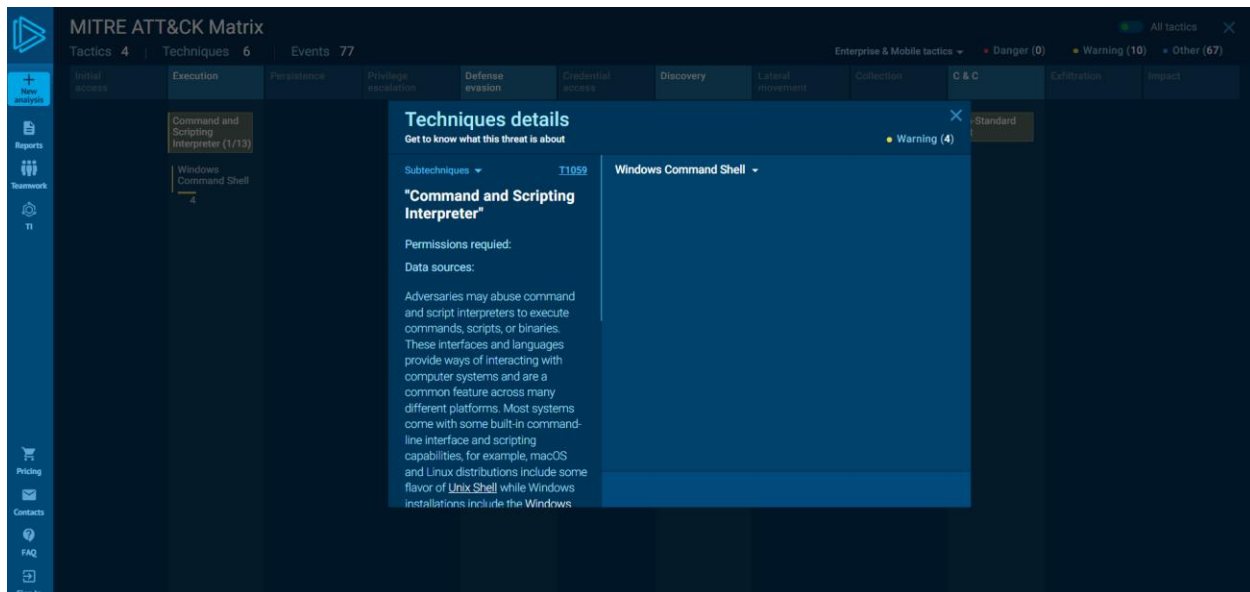 MITRE ATT&CK Matrix
All tactics
Tactics 4 | Techniques 6 | Events 77
Enterprise & Mobile tactics
Danger (0)
Warning (10)
Other (67)
New analysis
Reports
Teamwork
TI
Pricing
Contacts
FAQ
Initial access
Execution
Persistence
Privilege escalation
Defense evasion
Credential access
Discovery
Lateral movement
Collection
C & C
Exfiltration
Impact
Command and
Scripting
Interpreter (1/13)
Windows
Command Shell
4
-Standard
Techniques details
Get to know what this threat is about
Warning (4)
Subtechniques
T1059
Windows Command Shell
"Command and Scripting
Interpreter"
Permissions requied:
Data sources:
Adversaries may abuse command
and script interpreters to execute
commands, scripts, or binaries.
These interfaces and languages
provide ways of interacting with
computer systems and are a
common feature across many
different platforms. Most systems
come with some built-in command-
line interface and scripting
capabilities, for example, macOS
and Linux distributions include some
flavor of Unix Shell while Windows
installations include the Windows